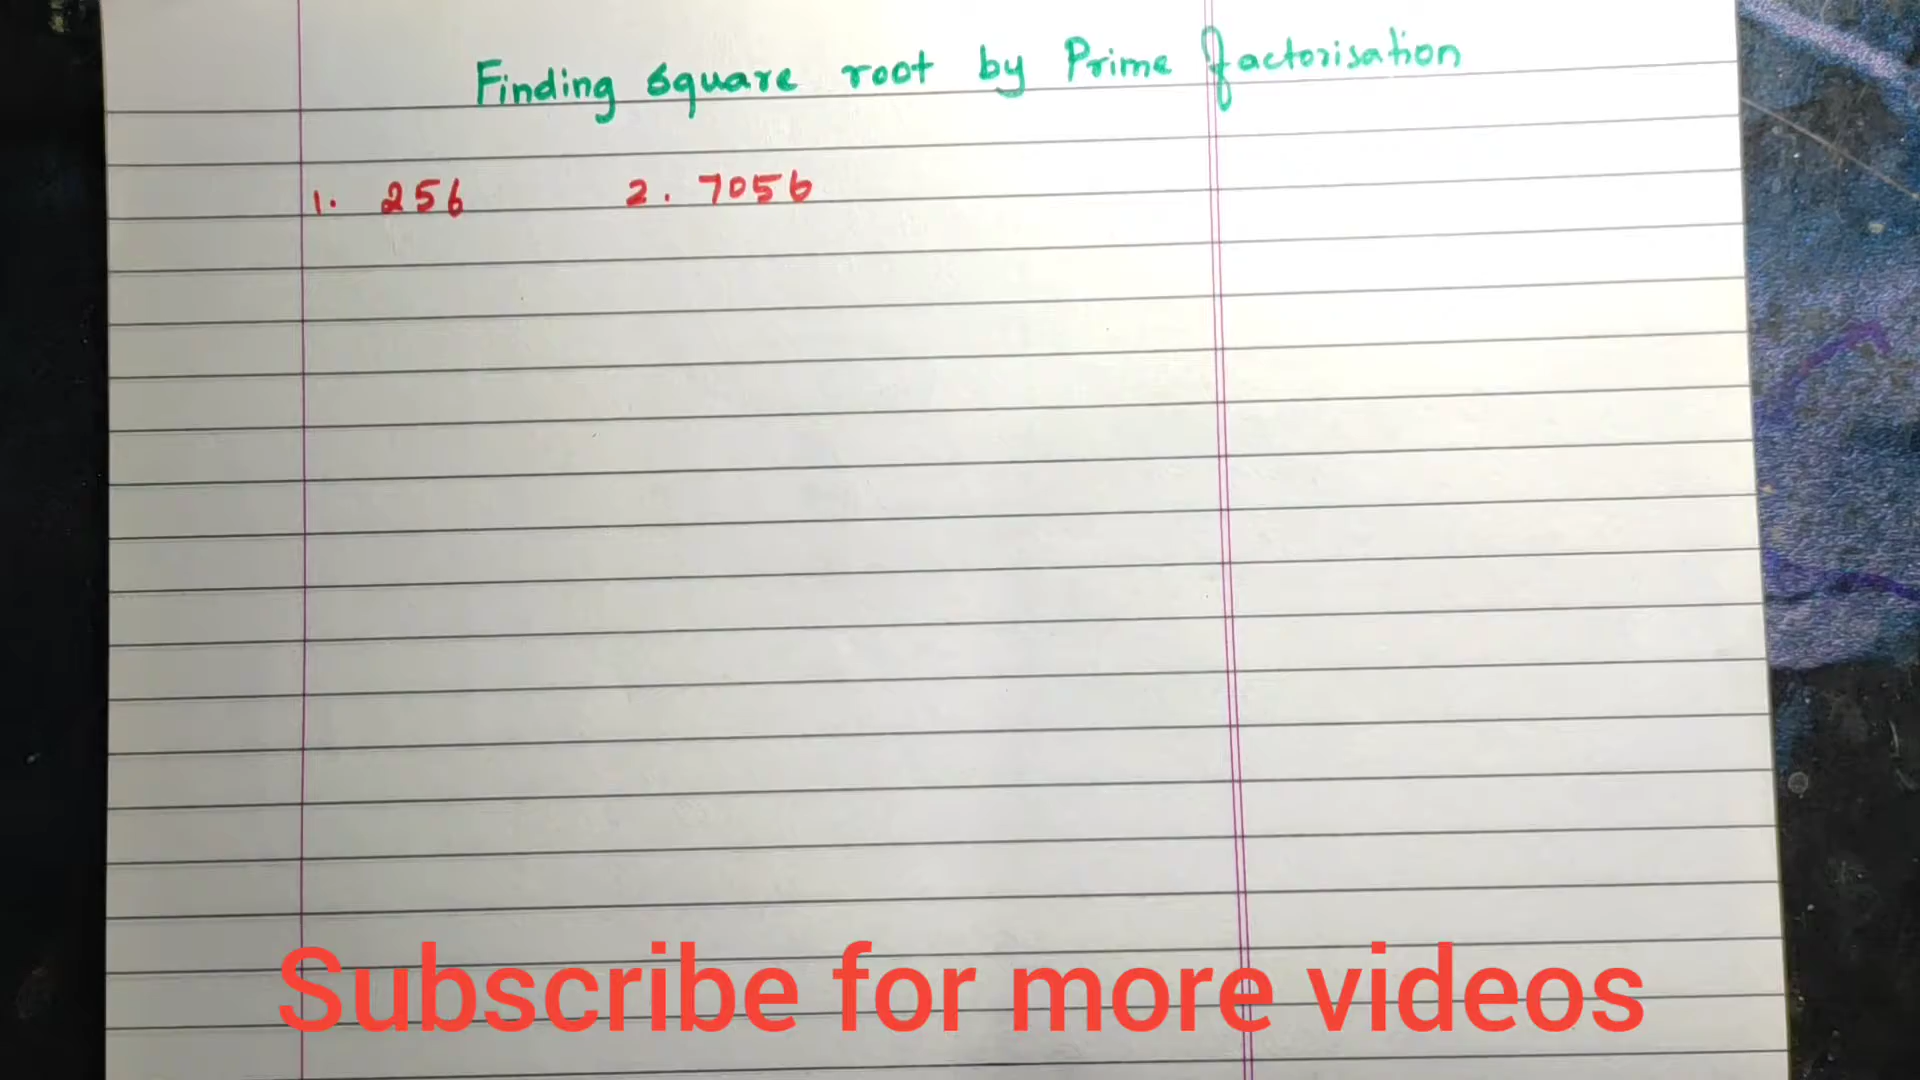 Finding square root by Prime factorisation
1. 256 2. 7056
Subscribe for more videos